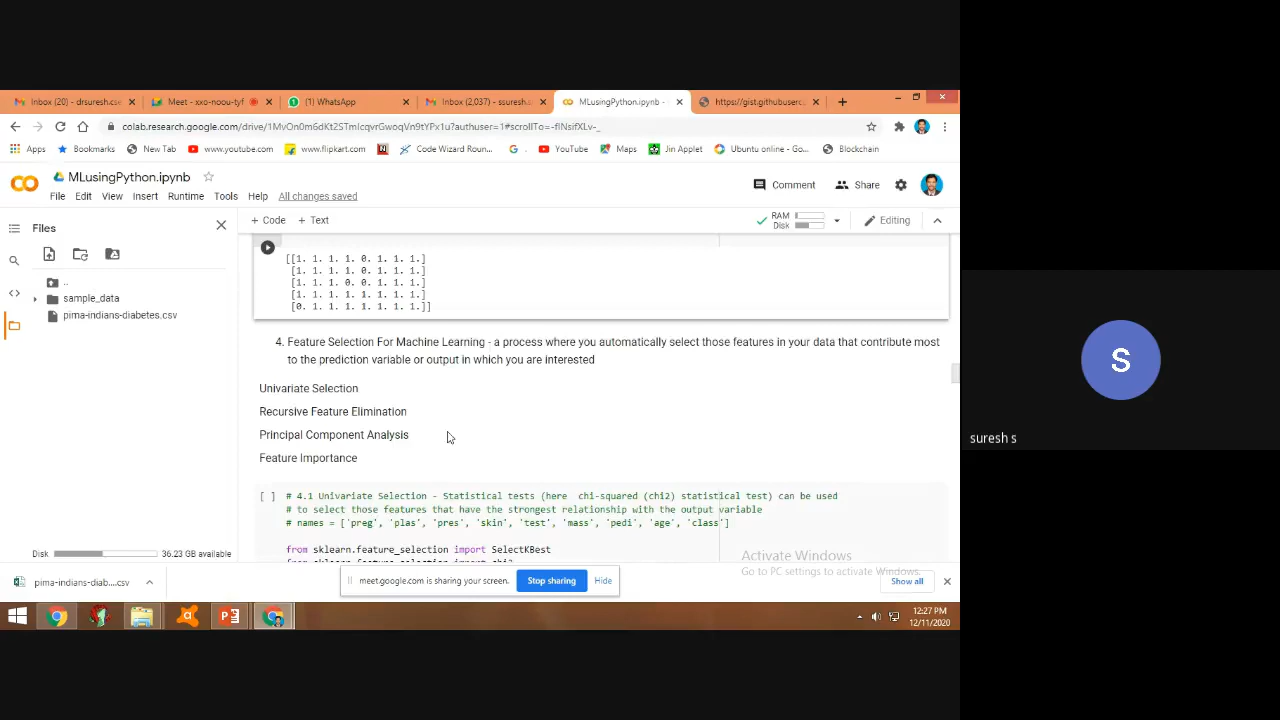 Inbox (20) - drsuresh.cse
Meet - xxo-noou-tyf
(1) WhatsApp
Inbox (2,037) - ssuresh.s
MLusingPython.ipynb -
https://gist.githubuserc
colab.research.google.com/drive/1MyOn0m6dKt2STmIcqvrGwoqVn9tYPx1u?authuser=1#scrollTo=-fINsifXLv-_
Apps
Bookmarks
New Tab
www.youtube.com
www.flipkart.com
Code Wizard Roun...
G .
YouTube
Maps
Jin Applet
Ubuntu online - Go...
Blockchain
MLusingPython.ipynb
Comment
Share
File Edit View Insert Runtime Tools Help All changes saved
Files
+ Code + Text
RAM
Disk
Editing
..
sample_data
pima-indians-diabetes.csv
[[1. 1. 1. 1. 0. 1. 1. 1.]
[1. 1. 1. 1. 0. 1. 1. 1.]
[1. 1. 1. 0. 0. 1. 1. 1.]
[1. 1. 1. 1. 1. 1. 1. 1.]
[0. 1. 1. 1. 1. 1. 1. 1.]]
4. Feature Selection For Machine Learning - a process where you automatically select those features in your data that contribute most
to the prediction variable or output in which you are interested
Univariate Selection
Recursive Feature Elimination
Principal Component Analysis
Feature Importance
[ ] # 4.1 Univariate Selection - Statistical tests (here chi-squared (chi2) statistical test) can be used
# to select those features that have the strongest relationship with the output variable
# names = ['preg', 'plas', 'pres', 'skin', 'test', 'mass', 'pedi', 'age', 'class']
from sklearn.feature_selection import SelectKBest
from sklearn.feature_selection import chi2
Disk
36.23 GB available
Activate Windows
Go to PC settings to activate Windows.
pima-indians-diab....csv
meet.google.com is sharing your screen.
Stop sharing
Hide
Show all
12:27 PM
12/11/2020
S
suresh s